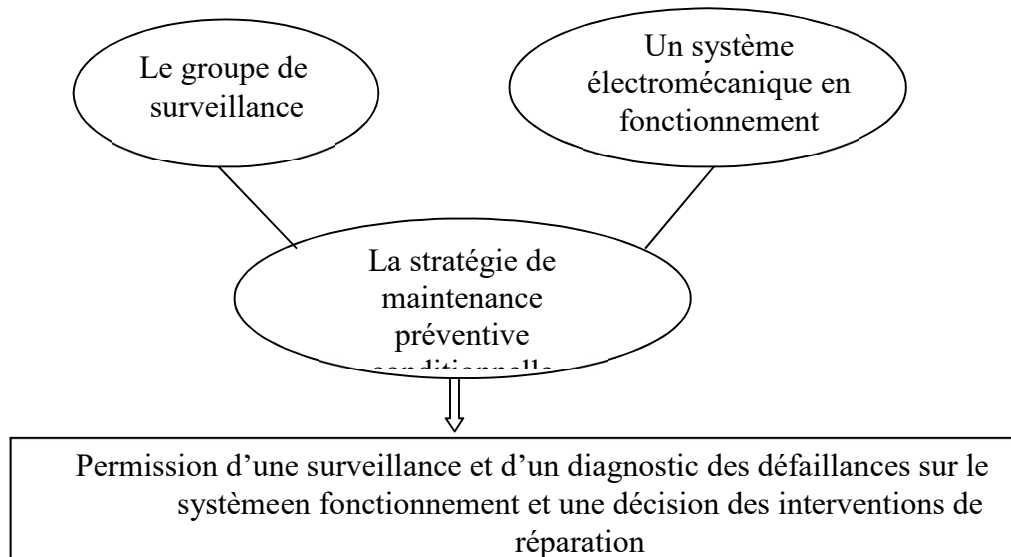 Le groupe de
surveillance
Un système
électromécanique en
fonctionnement
La stratégie de
maintenance
préventive
conditionnelle
Permission d’une surveillance et d’un diagnostic des défaillances sur le
systèmeen fonctionnement et une décision des interventions de
réparation